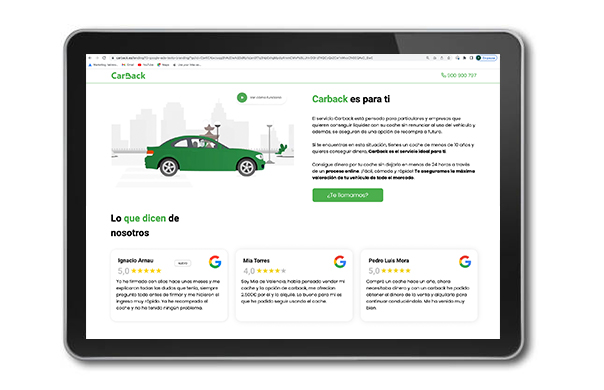 CarBack
900 900 797
Ver cómo funciona
CarBack es para ti
El servicio Carback está pensado para particulares y empresas que
quieren conseguir liquidez con su coche sin renunciar al uso del vehículo y
además, se aseguran de una opción de recompra a futuro.
Si te encuentras en esta situación, tienes un coche de menos de 10 años y
quieres conseguir dinero, CarBack es el servicio ideal para ti.
Consigue dinero por tu coche sin dejarlo en menos de 24 horas a través
de un proceso online. ¡Fácil, cómodo y rápido! Te aseguramos la máxima
valoración de tu vehículo de todo el mercado.
¿Te llamamos?
Lo que dicen de
nosotros
Ignacio Arnau
NUEVO
5,0
Ya he firmado con ellos hace unos meses y me
explicaron todas las dudas que tenía, siempre
pregunto todo antes de firmar y me hicieron el
ingreso muy rápido. Ya he recomprado el
coche y no he tenido ningún problema.
Mia Torres
4,0
Soy Mia de Valencia, había pensado vender mi
coche y la opción de carback, me ofrecían
2.500€ por él y lo alquilé. Lo bueno para mí es
que he podido seguir usando el coche.
Pedro Luis Mora
5,0
Compré un coche hace un año, ahora
necesitaba dinero y con carback he podido
obtener el dinero de la venta y alquilarlo para
continuar conduciéndolo. Me ha venido muy
bien.